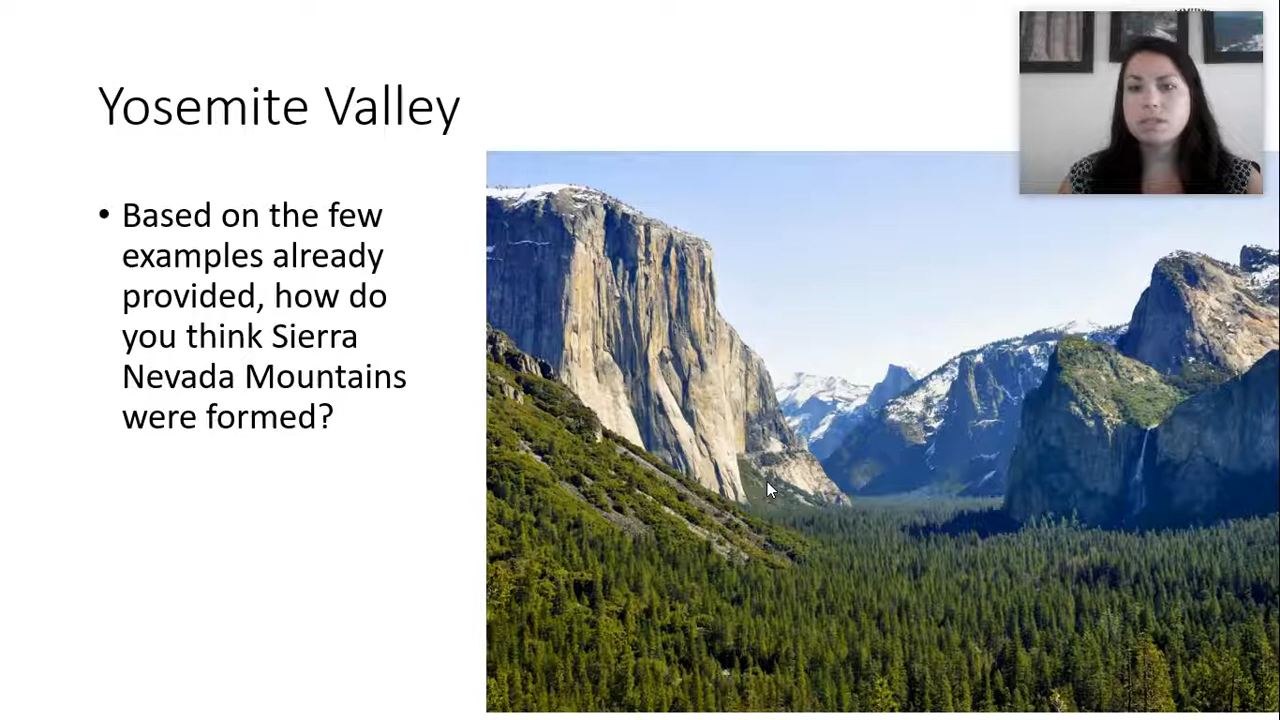 Yosemite Valley
• Based on the few
examples already
provided, how do
you think Sierra
Nevada Mountains
were formed?